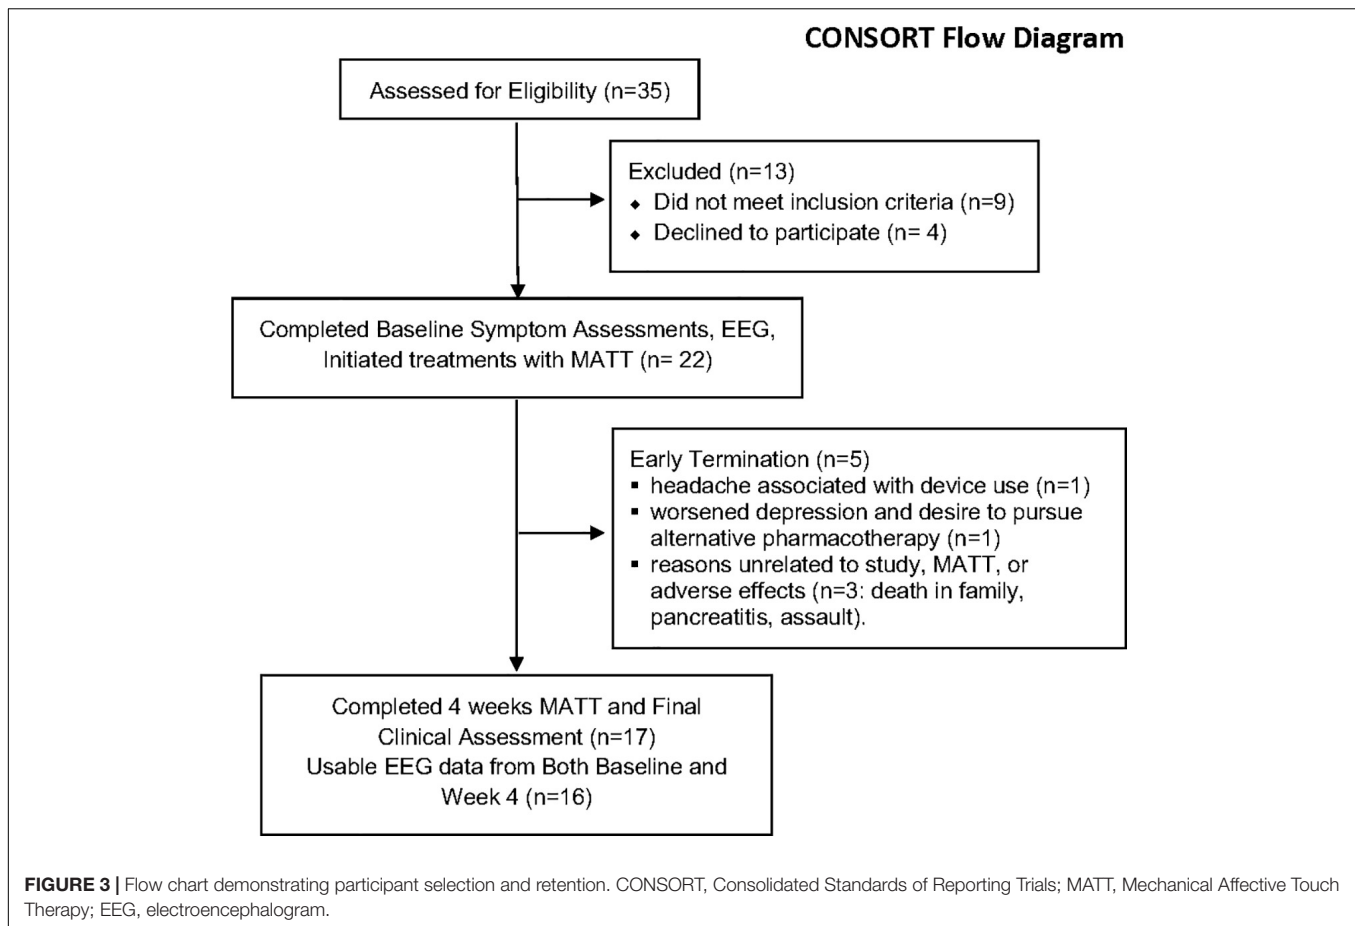 CONSORT Flow Diagram
Assessed for Eligibility (n=35)
Excluded (n=13)
◆ Did not meet inclusion criteria (n=9)
◆ Declined to participate (n= 4)
Completed Baseline Symptom Assessments, EEG,
Initiated treatments with MATT (n= 22)
Early Termination (n=5)
▪ headache associated with device use (n=1)
▪ worsened depression and desire to pursue
alternative pharmacotherapy (n=1)
▪ reasons unrelated to study, MATT, or
adverse effects (n=3: death in family,
pancreatitis, assault).
Completed 4 weeks MATT and Final
Clinical Assessment (n=17)
Usable EEG data from Both Baseline and
Week 4 (n=16)
FIGURE 3 | Flow chart demonstrating participant selection and retention. CONSORT, Consolidated Standards of Reporting Trials; MATT, Mechanical Affective Touch
Therapy; EEG, electroencephalogram.